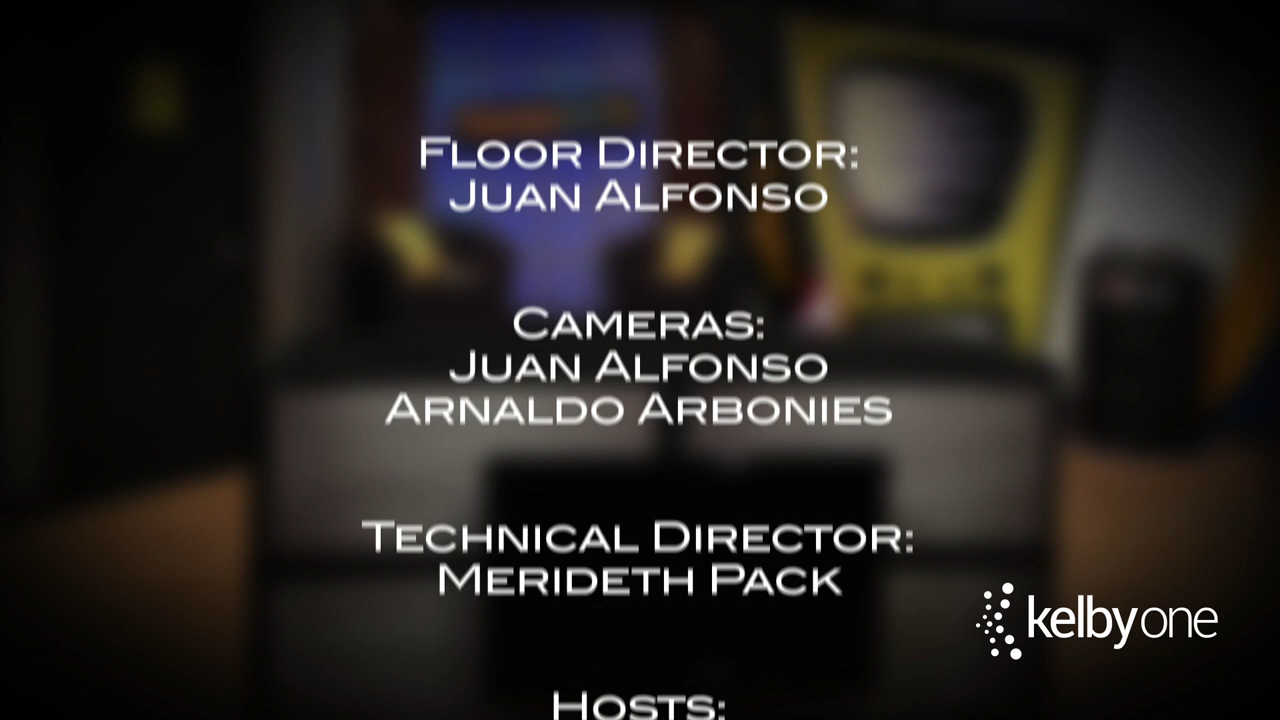 Floor Director:
Juan Alfonso
Cameras:
Juan Alfonso
Arnaldo Arbonies
Technical Director:
Merideth Pack
kelbyone
Hosts: